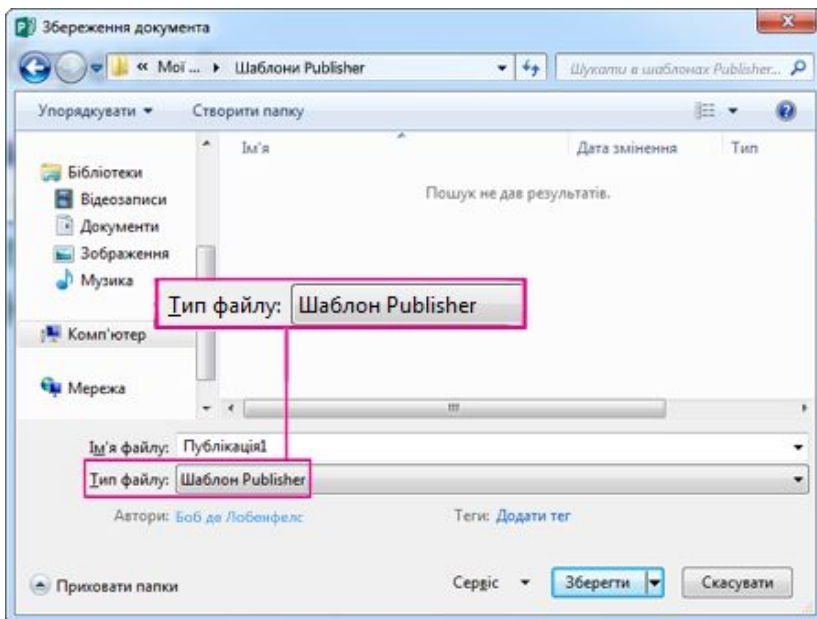 Збереження документа
« Мої ... ▸ Шаблони Publisher
Шукати в шаблонах Publisher...
Упорядкувати
Створити папку
Ім'я
Дата змінення
Тип
Бібліотеки
Відеозаписи
Документи
Зображення
Музика
Комп'ютер
Мережа
Пошук не дав результатів.
Тип файлу: Шаблон Publisher
Ім'я файлу: Публікація1
Тип файлу: Шаблон Publisher
Автори: Боб де Лобенфелс
Теги: Додати тег
Приховати папки
Сервіс
Зберегти
Скасувати